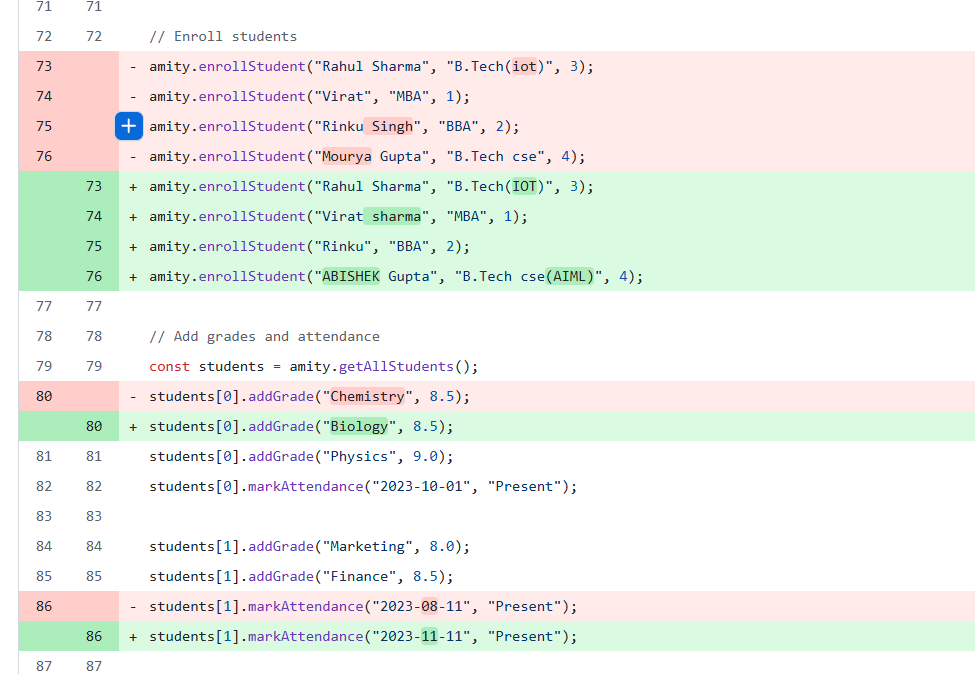 71 71
72 72 // Enroll students
73 - amity.enrollStudent("Rahul Sharma", "B.Tech(iot)", 3);
74 - amity.enrollStudent("Virat", "MBA", 1);
75 + amity.enrollStudent("Rinku Singh", "BBA", 2);
76 - amity.enrollStudent("Mourya Gupta", "B.Tech cse", 4);
73 + amity.enrollStudent("Rahul Sharma", "B.Tech(IOT)", 3);
74 + amity.enrollStudent("Virat sharma", "MBA", 1);
75 + amity.enrollStudent("Rinku", "BBA", 2);
76 + amity.enrollStudent("ABISHEK Gupta", "B.Tech cse(AIML)", 4);
77 77
78 78 // Add grades and attendance
79 79 const students = amity.getAllStudents();
80 - students[0].addGrade("Chemistry", 8.5);
80 + students[0].addGrade("Biology", 8.5);
81 81 students[0].addGrade("Physics", 9.0);
82 82 students[0].markAttendance("2023-10-01", "Present");
83 83
84 84 students[1].addGrade("Marketing", 8.0);
85 85 students[1].addGrade("Finance", 8.5);
86 - students[1].markAttendance("2023-08-11", "Present");
86 + students[1].markAttendance("2023-11-11", "Present");
87 87